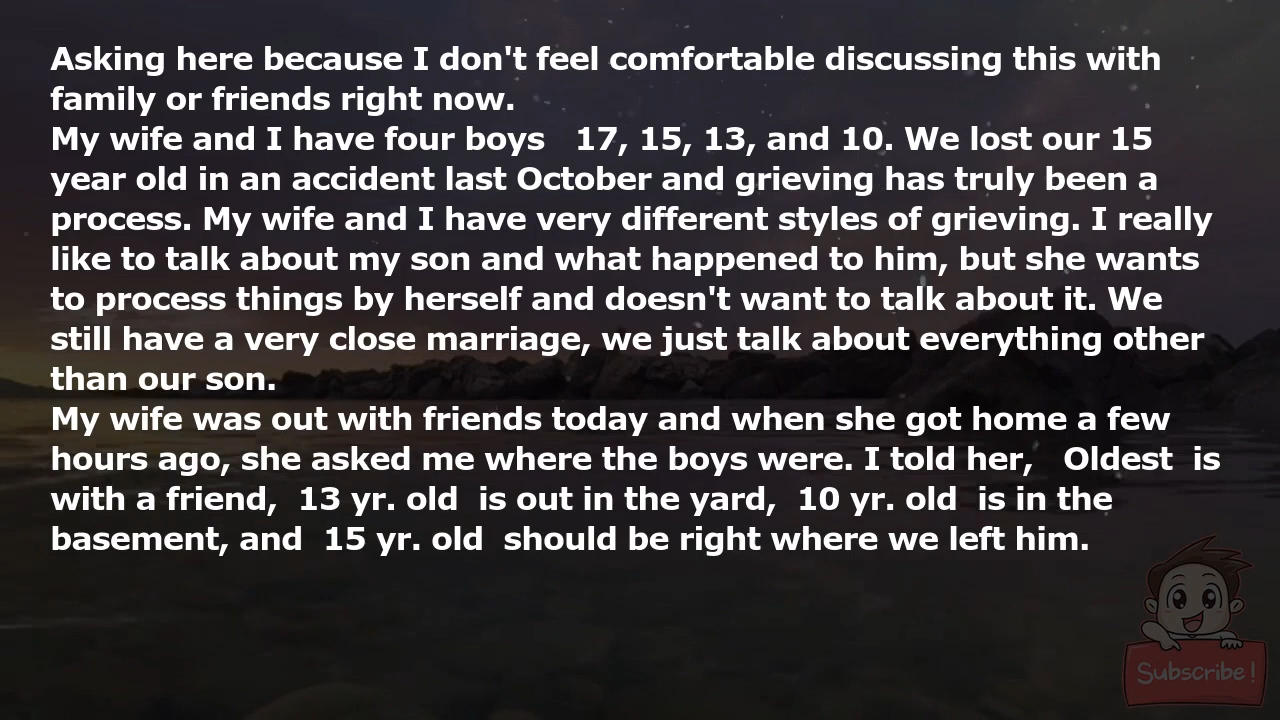 Asking here because I don't feel comfortable discussing this with
family or friends right now.
My wife and I have four boys   17, 15, 13, and 10. We lost our 15
year old in an accident last October and grieving has truly been a
process. My wife and I have very different styles of grieving. I really
like to talk about my son and what happened to him, but she wants
to process things by herself and doesn't want to talk about it. We
still have a very close marriage, we just talk about everything other
than our son.
My wife was out with friends today and when she got home a few
hours ago, she asked me where the boys were. I told her,   Oldest  is
with a friend,  13 yr. old  is out in the yard,  10 yr. old  is in the
basement, and  15 yr. old  should be right where we left him.
Subscribe!